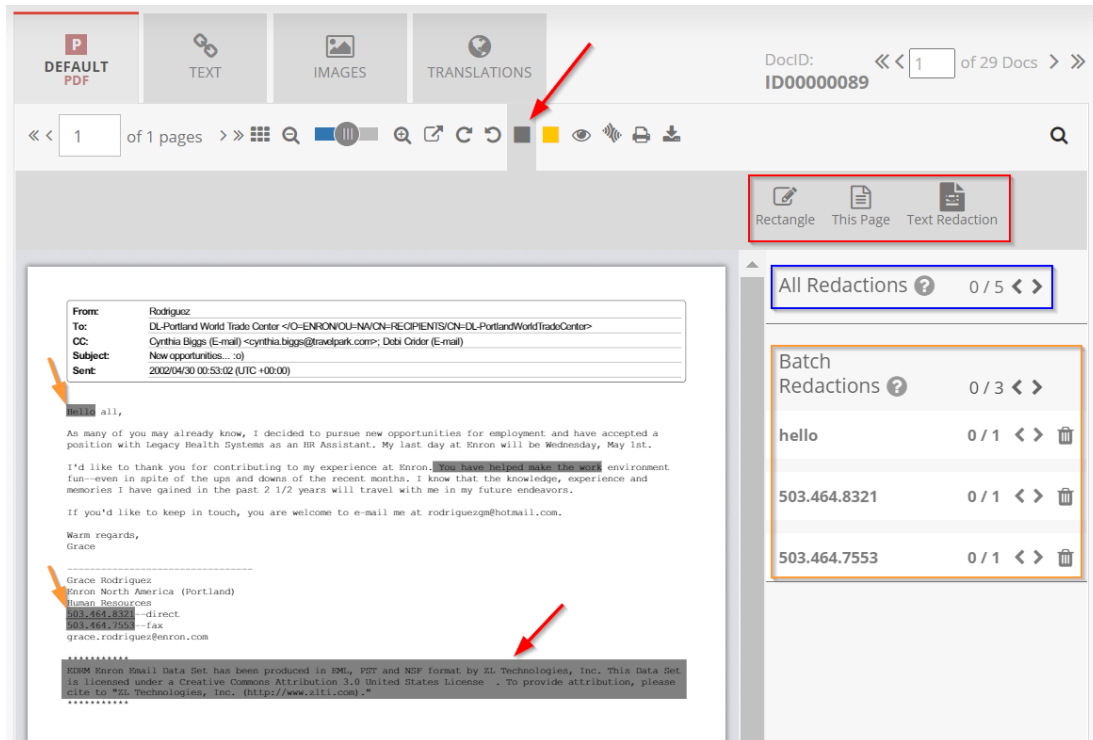 P
DEFAULT
PDF
TEXT
IMAGES
TRANSLATIONS
DocID:
ID00000089
1 of 29 Docs
1 of 1 pages
Rectangle This Page Text Redaction
All Redactions ? 0 / 5
Batch
Redactions ? 0 / 3
hello 0 / 1
503.464.8321 0 / 1
503.464.7553 0 / 1
From: Rodriguez
To: DL-Portland World Trade Center </O=ENRON/OU=NA/CN=RECIPIENTS/CN=DL-PortlandWorldTradeCenter>
CC: Cynthia Biggs (E-mail) <cynthia.biggs@travelpark.com>; Debi Crider (E-mail)
Subject: New opportunities... :o)
Sent: 2002/04/30 00:53:02 (UTC +00:00)
Hello all,
As many of you may already know, I decided to pursue new opportunities for employment and have accepted a
position with Legacy Health Systems as an HR Assistant. My last day at Enron will be Wednesday, May 1st.
I'd like to thank you for contributing to my experience at Enron. You have helped make the work environment
fun--even in spite of the ups and downs of the recent months. I know that the knowledge, experience and
memories I have gained in the past 2 1/2 years will travel with me in my future endeavors.
If you'd like to keep in touch, you are welcome to e-mail me at rodriguezgm@hotmail.com.
Warm regards,
Grace
---------------------------------
Grace Rodriguez
Enron North America (Portland)
Human Resources
503.464.8321--direct
503.464.7553--fax
grace.rodriguez@enron.com
***********
EDRM Enron Email Data Set has been produced in EML, PST and NSF format by ZL Technologies, Inc. This Data Set
is licensed under a Creative Commons Attribution 3.0 United States License . To provide attribution, please
cite to "ZL Technologies, Inc. (http://www.zlti.com)."
***********